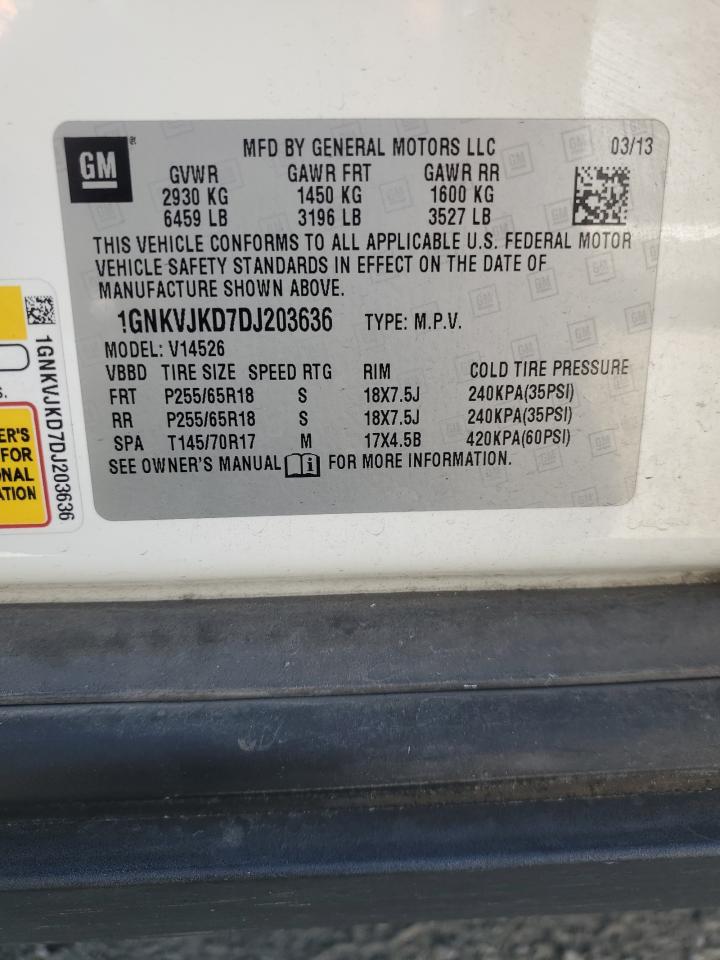 GM
MFD BY GENERAL MOTORS LLC 03/13
GVWR GAWR FRT GAWR RR
2930 KG 1450 KG 1600 KG
6459 LB 3196 LB 3527 LB
THIS VEHICLE CONFORMS TO ALL APPLICABLE U.S. FEDERAL MOTOR
VEHICLE SAFETY STANDARDS IN EFFECT ON THE DATE OF
MANUFACTURE SHOWN ABOVE.
1GNKVJKD7DJ203636 TYPE: M.P.V.
MODEL: V14526
VBBD TIRE SIZE SPEED RTG RIM COLD TIRE PRESSURE
FRT P255/65R18 S 18X7.5J 240KPA(35PSI)
RR P255/65R18 S 18X7.5J 240KPA(35PSI)
SPA T145/70R17 M 17X4.5B 420KPA(60PSI)
SEE OWNER'S MANUAL i FOR MORE INFORMATION.
1GNKVJKD7DJ203636
S.
ER'S
FOR
ONAL
ATION